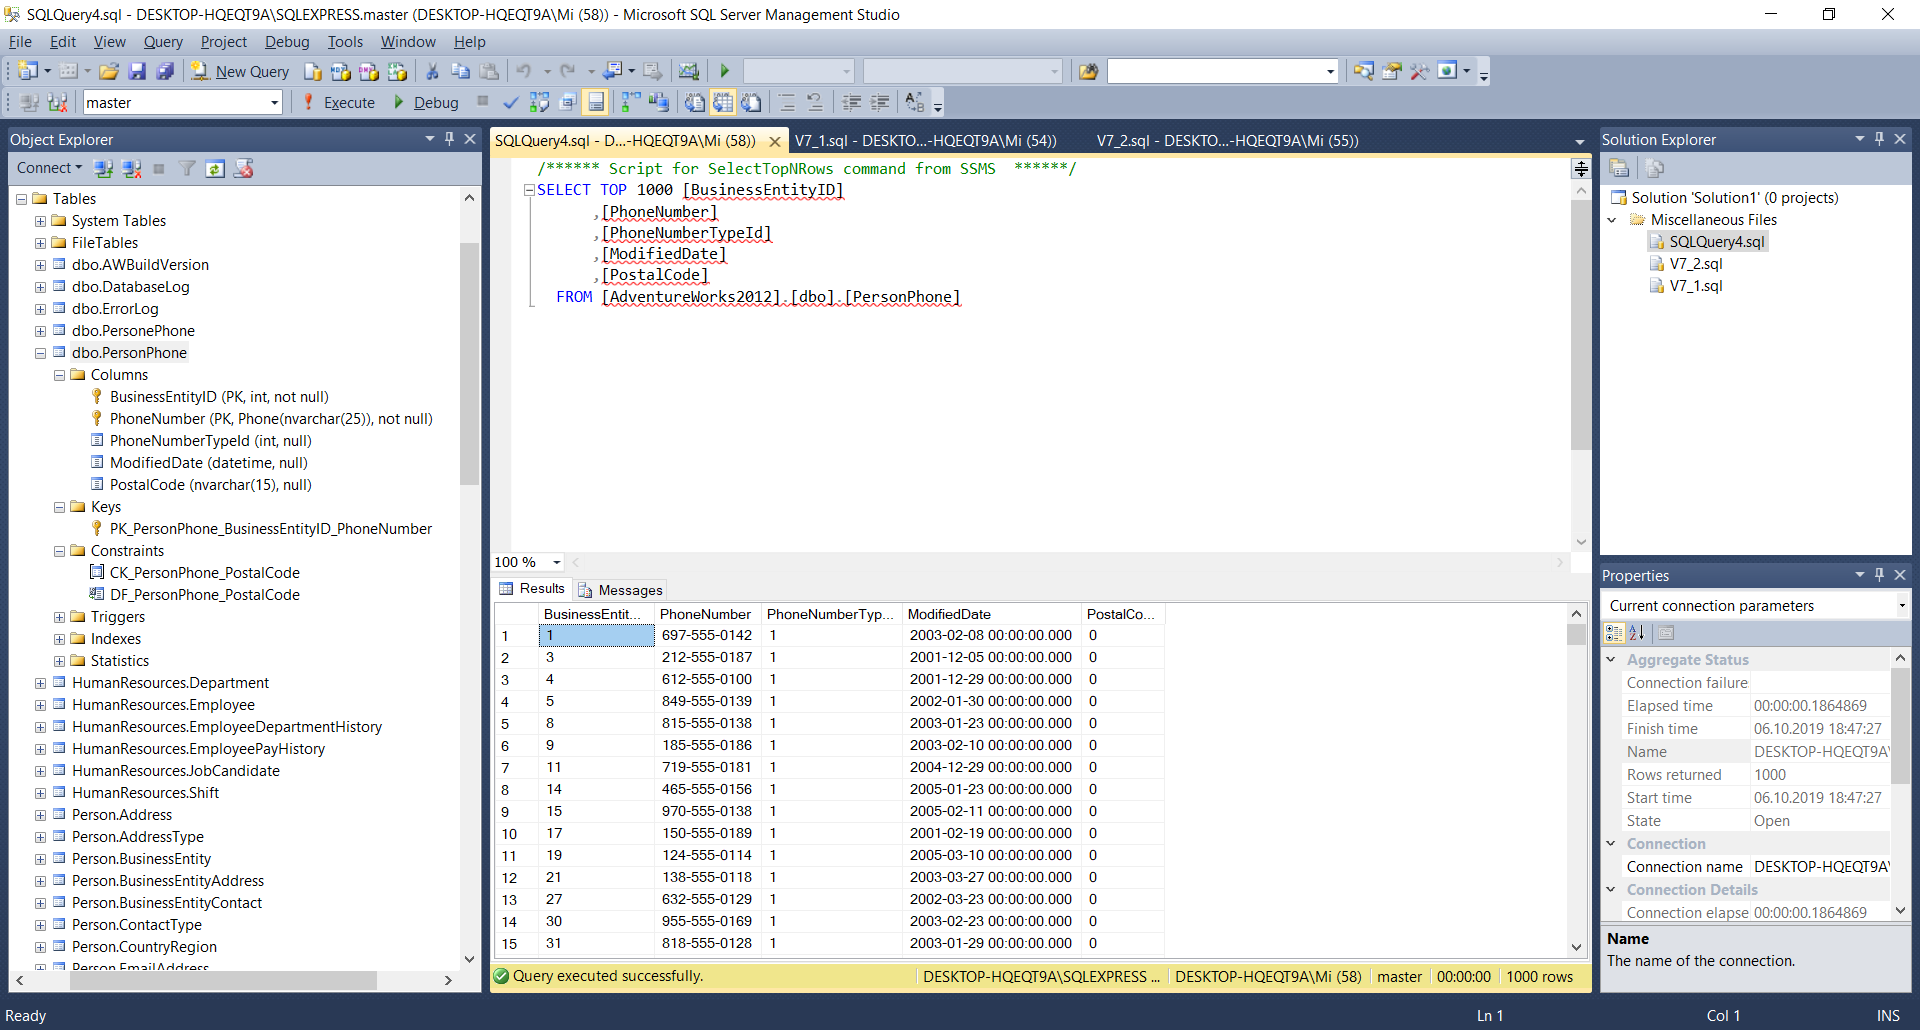 SQLQuery4.sql - DESKTOP-HQEQT9A\SQLEXPRESS.master (DESKTOP-HQEQT9A\Mi (58)) - Microsoft SQL Server Management Studio
File Edit View Query Project Debug Tools Window Help
New Query
master Execute Debug
Object Explorer
Connect
Tables
System Tables
FileTables
dbo.AWBuildVersion
dbo.DatabaseLog
dbo.ErrorLog
dbo.PersonePhone
dbo.PersonPhone
Columns
BusinessEntityID (PK, int, not null)
PhoneNumber (PK, Phone(nvarchar(25)), not null)
PhoneNumberTypeId (int, null)
ModifiedDate (datetime, null)
PostalCode (nvarchar(15), null)
Keys
PK_PersonPhone_BusinessEntityID_PhoneNumber
Constraints
CK_PersonPhone_PostalCode
DF_PersonPhone_PostalCode
Triggers
Indexes
Statistics
HumanResources.Department
HumanResources.Employee
HumanResources.EmployeeDepartmentHistory
HumanResources.EmployeePayHistory
HumanResources.JobCandidate
HumanResources.Shift
Person.Address
Person.AddressType
Person.BusinessEntity
Person.BusinessEntityAddress
Person.BusinessEntityContact
Person.ContactType
Person.CountryRegion
Person.EmailAddress
SQLQuery4.sql - D...-HQEQT9A\Mi (58)) V7_1.sql - DESKTO...-HQEQT9A\Mi (54)) V7_2.sql - DESKTO...-HQEQT9A\Mi (55))
/****** Script for SelectTopNRows command from SSMS ******/
SELECT TOP 1000 [BusinessEntityID]
,[PhoneNumber]
,[PhoneNumberTypeId]
,[ModifiedDate]
,[PostalCode]
FROM [AdventureWorks2012].[dbo].[PersonPhone]
100 %
Results Messages
BusinessEntit... PhoneNumber PhoneNumberTyp... ModifiedDate PostalCo...
1 1 697-555-0142 1 2003-02-08 00:00:00.000 0
2 3 212-555-0187 1 2001-12-05 00:00:00.000 0
3 4 612-555-0100 1 2001-12-29 00:00:00.000 0
4 5 849-555-0139 1 2002-01-30 00:00:00.000 0
5 8 815-555-0138 1 2003-01-23 00:00:00.000 0
6 9 185-555-0186 1 2003-02-10 00:00:00.000 0
7 11 719-555-0181 1 2004-12-29 00:00:00.000 0
8 14 465-555-0156 1 2005-01-23 00:00:00.000 0
9 15 970-555-0138 1 2005-02-11 00:00:00.000 0
10 17 150-555-0189 1 2001-02-19 00:00:00.000 0
11 19 124-555-0114 1 2005-03-10 00:00:00.000 0
12 21 138-555-0118 1 2003-03-27 00:00:00.000 0
13 27 632-555-0129 1 2002-03-23 00:00:00.000 0
14 30 955-555-0169 1 2003-02-23 00:00:00.000 0
15 31 818-555-0128 1 2003-01-29 00:00:00.000 0
Query executed successfully. DESKTOP-HQEQT9A\SQLEXPRESS ... DESKTOP-HQEQT9A\Mi (58) master 00:00:00 1000 rows
Solution Explorer
Solution 'Solution1' (0 projects)
Miscellaneous Files
SQLQuery4.sql
V7_2.sql
V7_1.sql
Properties
Current connection parameters
Aggregate Status
Connection failure
Elapsed time 00:00:00.1864869
Finish time 06.10.2019 18:47:27
Name DESKTOP-HQEQT9A\
Rows returned 1000
Start time 06.10.2019 18:47:27
State Open
Connection
Connection name DESKTOP-HQEQT9A\
Connection Details
Connection elapse 00:00:00.1864869
Name
The name of the connection.
Ready Ln 1 Col 1 INS